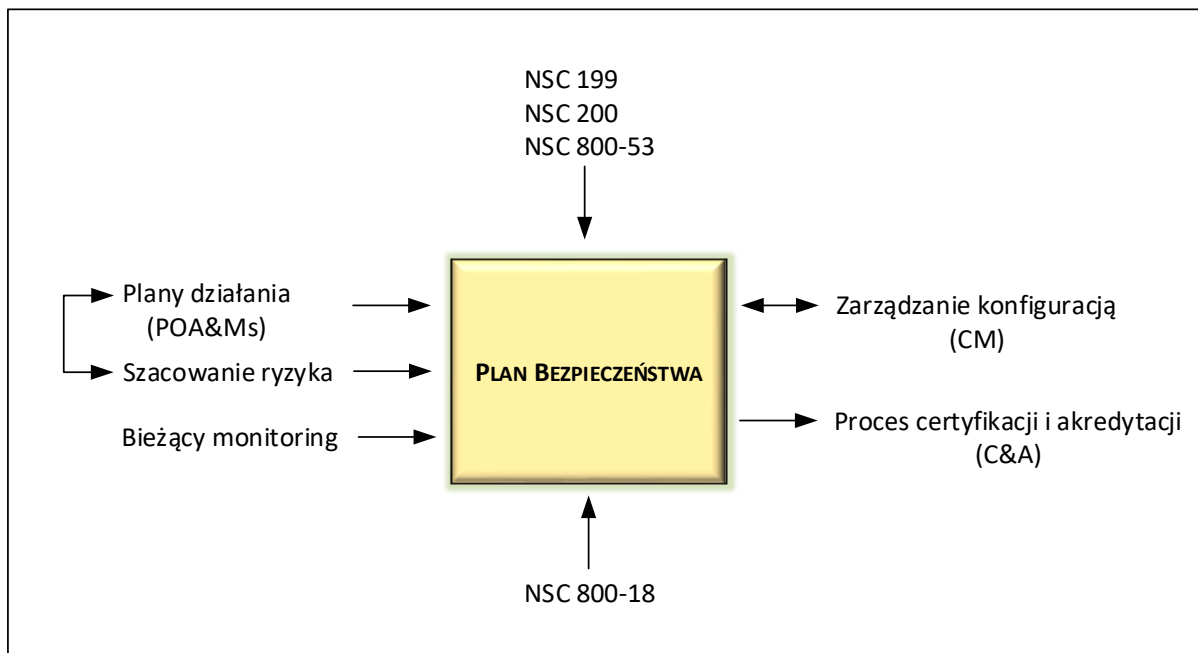 NSC 199
NSC 200
NSC 800-53
Plany działania
(POA&Ms)
Szacowanie ryzyka
Bieżący monitoring
PLAN BEZPIECZEŃSTWA
Zarządzanie konfiguracją
(CM)
Proces certyfikacji i akredytacji
(C&A)
NSC 800-18